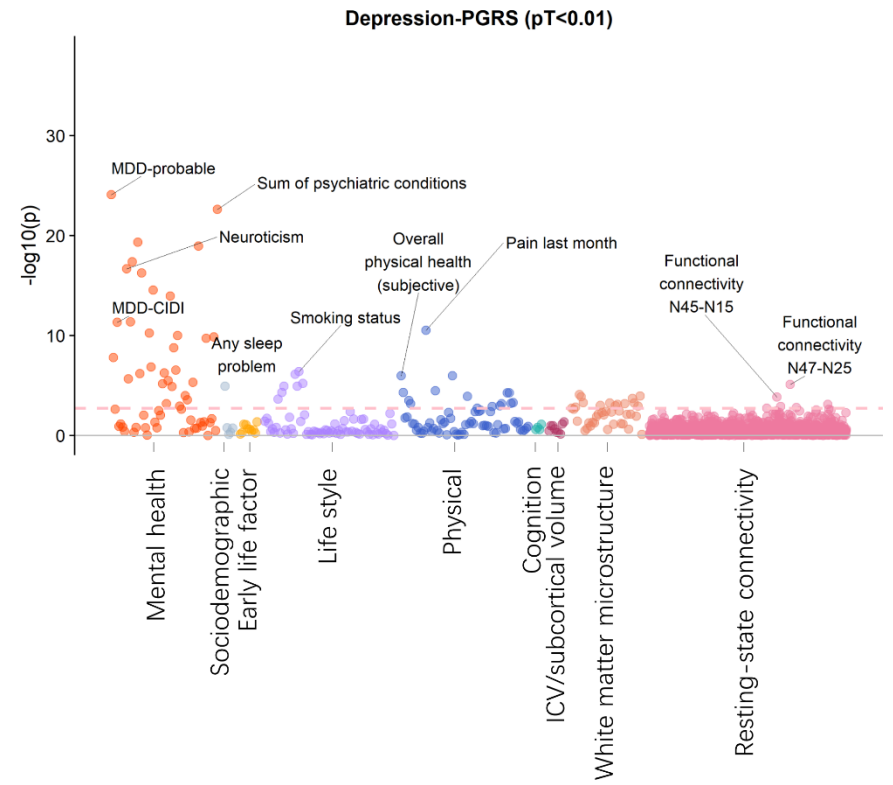 Depression-PGRS (pT<0.01)
-log10(p)
30
20
10
0
MDD-probable
Sum of psychiatric conditions
Neuroticism
MDD-CIDI
Any sleep
problem
Smoking status
Overall
physical health
(subjective)
Pain last month
Functional
connectivity
N45-N15
Functional
connectivity
N47-N25
Mental health
Sociodemographic
Early life factor
Life style
Physical
Cognition
ICV/subcortical volume
White matter microstructure
Resting-state connectivity